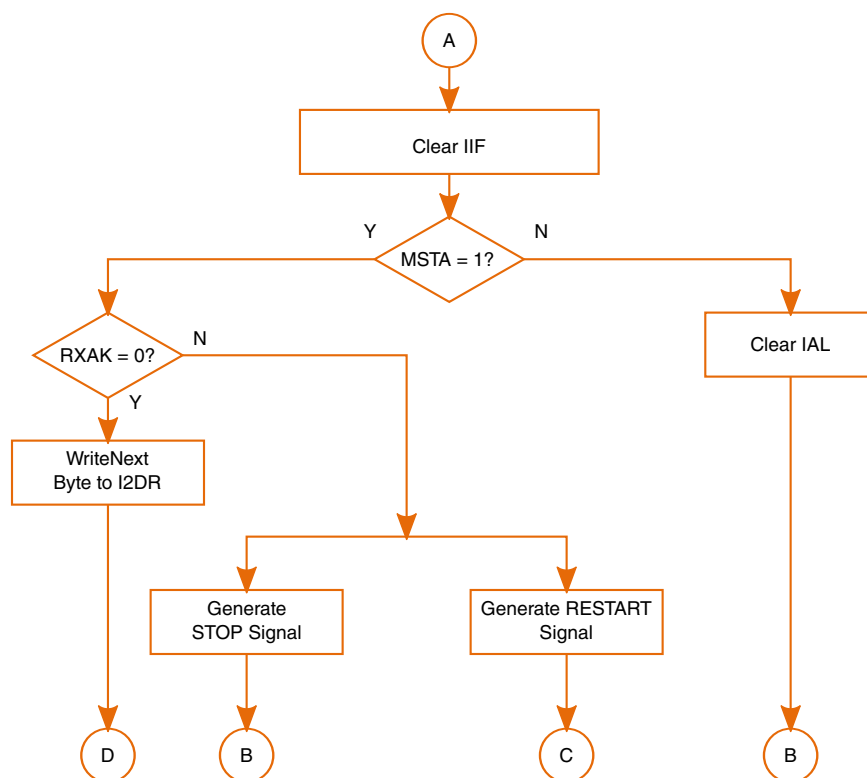 A
Clear IIF
Y
N
MSTA = 1?
RXAK = 0?
N
Clear IAL
Y
WriteNext
Byte to I2DR
Generate
STOP Signal
Generate RESTART
Signal
D
B
C
B